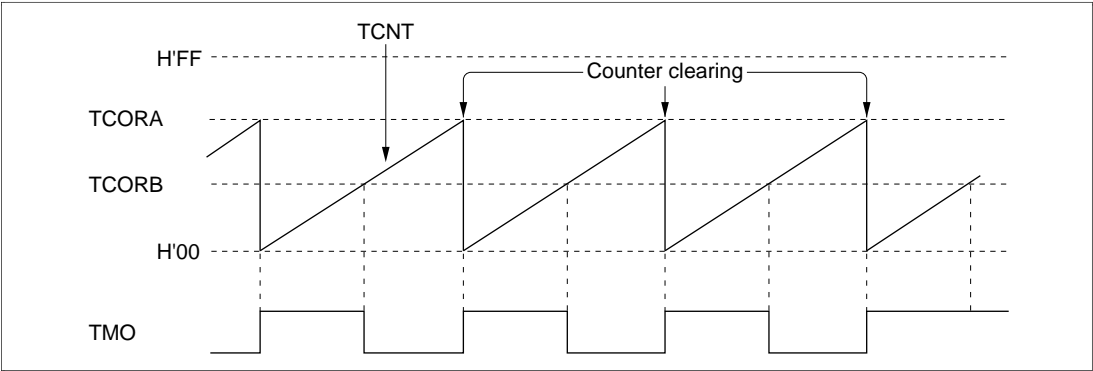 TCNT
H'FF
Counter clearing
TCORA
TCORB
H'00
TMO